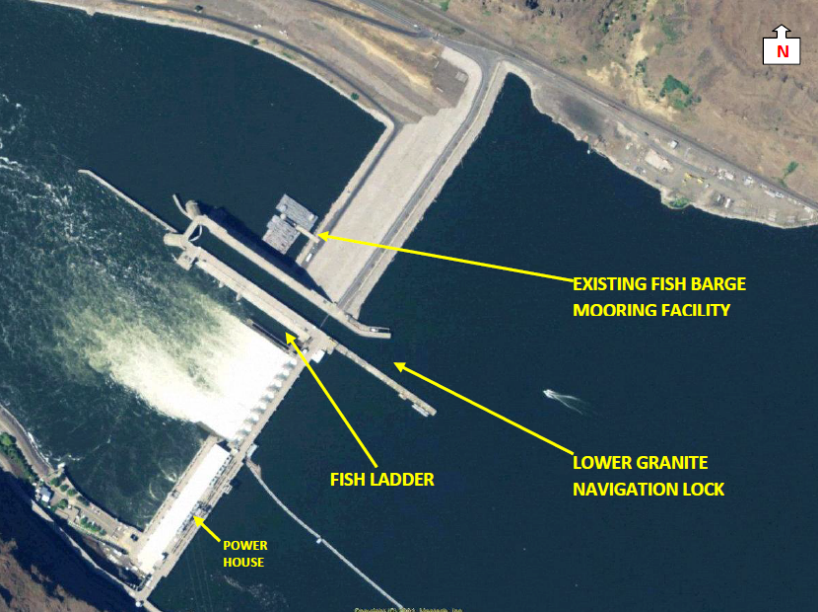 N
EXISTING FISH BARGE
MOORING FACILITY
LOWER GRANITE
NAVIGATION LOCK
FISH LADDER
POWER
HOUSE